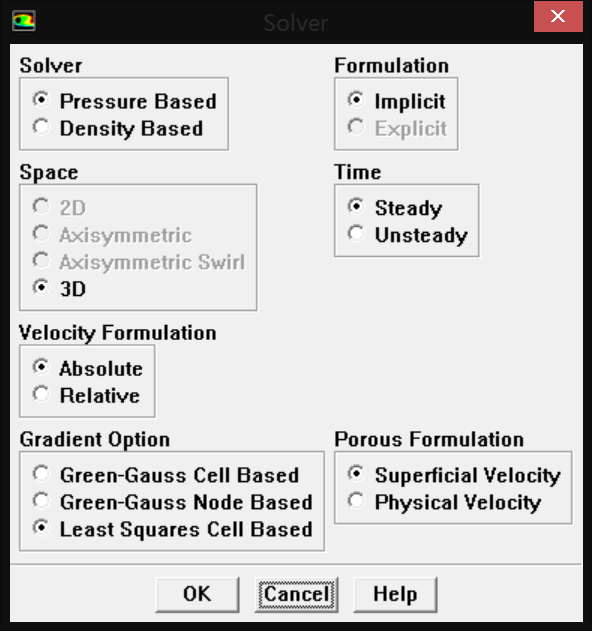 Solver
Solver
Pressure Based
Density Based
Formulation
Implicit
Explicit
Space
2D
Axisymmetric
Axisymmetric Swirl
3D
Time
Steady
Unsteady
Velocity Formulation
Absolute
Relative
Gradient Option
Green-Gauss Cell Based
Green-Gauss Node Based
Least Squares Cell Based
Porous Formulation
Superficial Velocity
Physical Velocity
OK
Cancel
Help